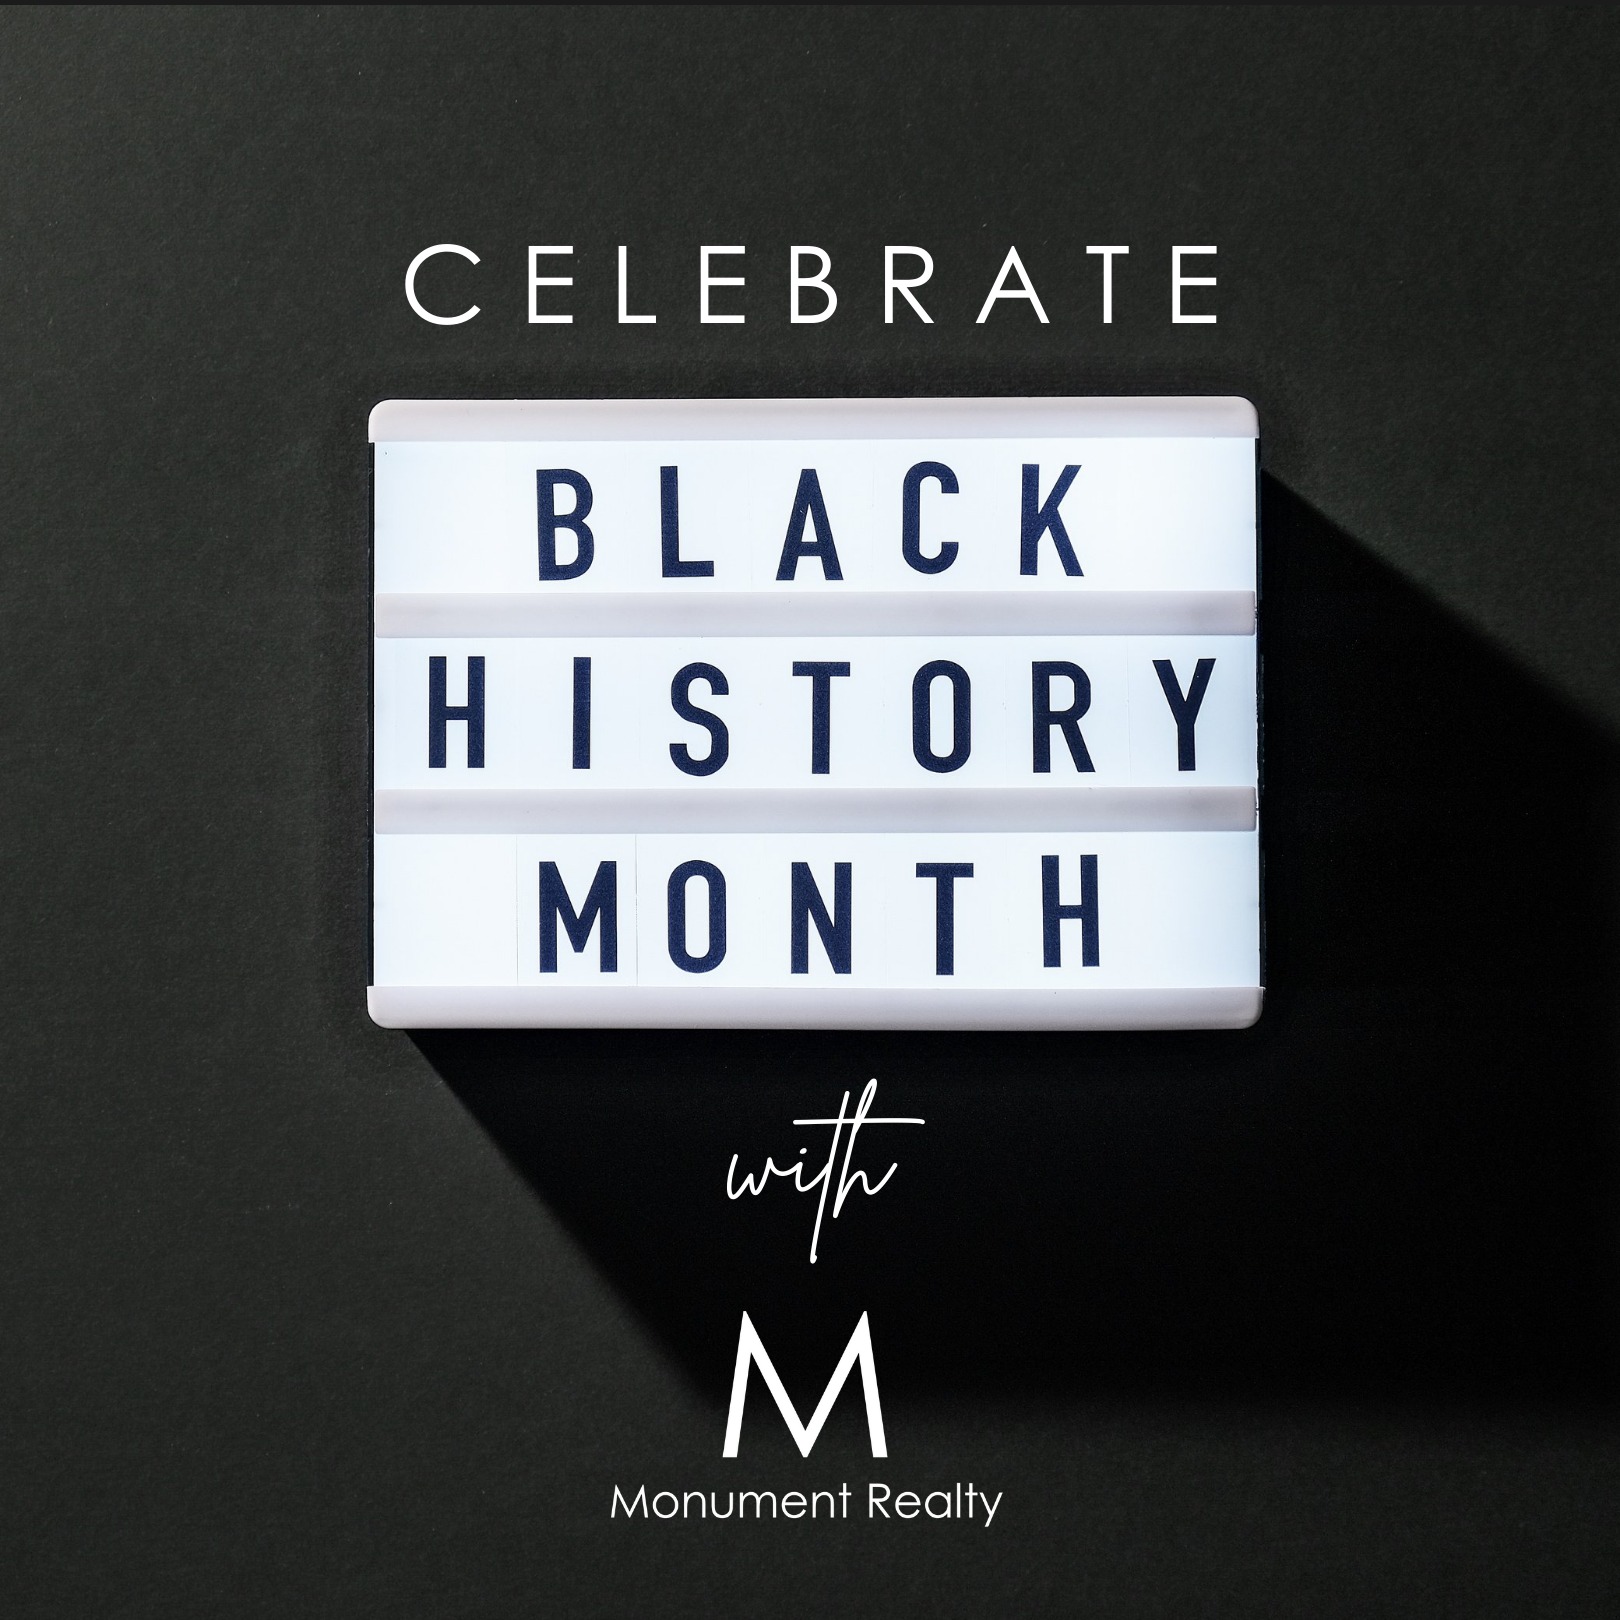 CELEBRATE
BLACK
HISTORY
MONTH
with
M
Monument Realty